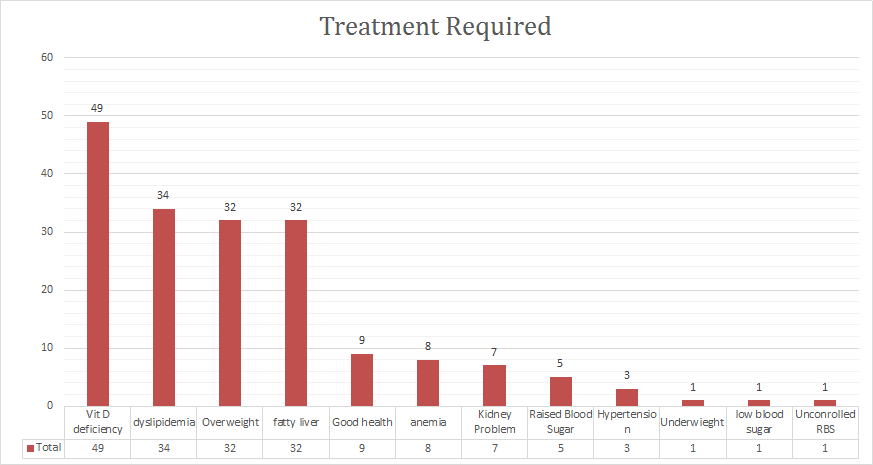 Treatment Required
60
50
40
30
20
10
0
49
34
32
32
9
8
7
5
3
1
1
1
Vit D
deficiency
dyslipidemia
Overweight
fatty liver
Good health
anemia
Kidney
Problem
Raised Blood
Sugar
Hypertensio
n
Underwieght
low blood
sugar
Unconrolled
RBS
Total 49 34 32 32 9 8 7 5 3 1 1 1